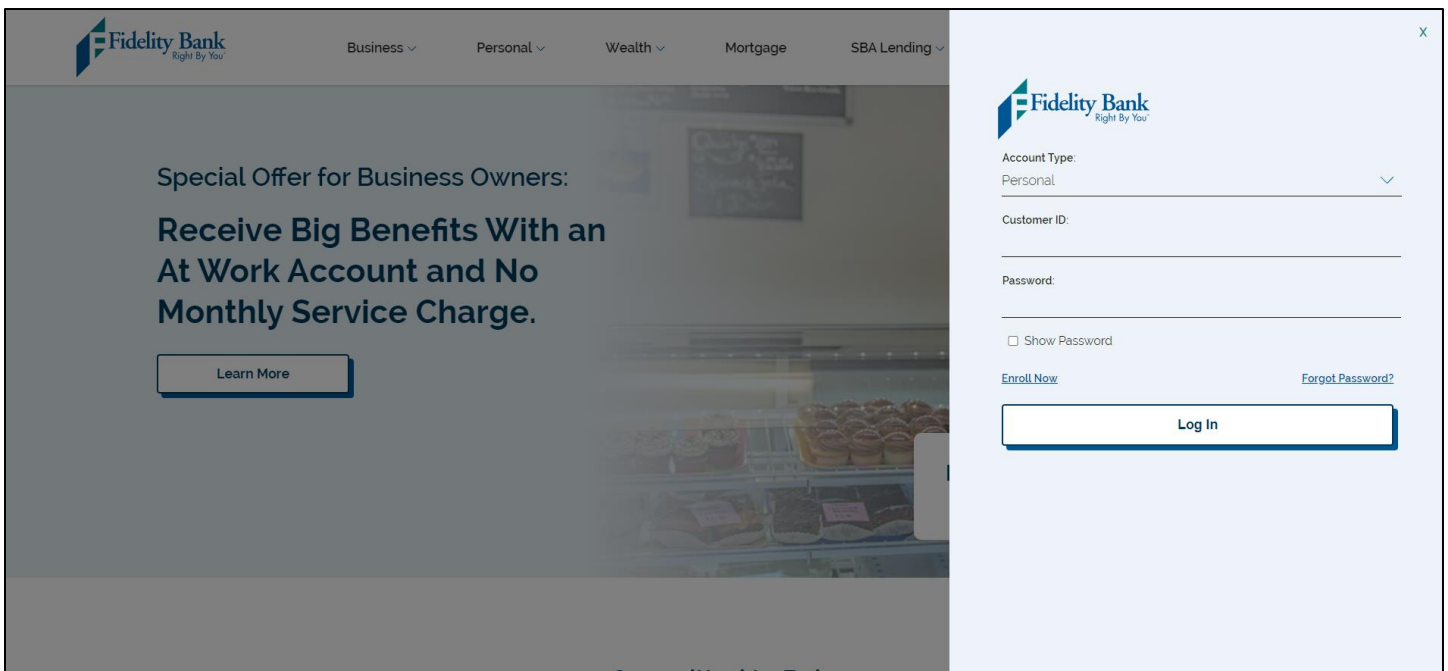 Fidelity Bank
Right By You
Business
Personal
Wealth
Mortgage
SBA Lending
Special Offer for Business Owners:
Receive Big Benefits With an
At Work Account and No
Monthly Service Charge.
Learn More
X
Fidelity Bank
Right By You
Account Type:
Personal
Customer ID:
Password:
Show Password
Enroll Now
Forgot Password?
Log In